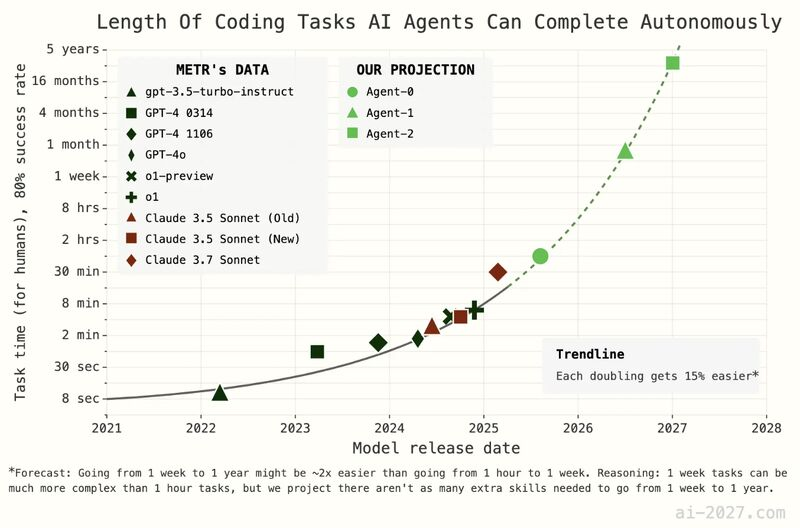 Length Of Coding Tasks AI Agents Can Complete Autonomously
Task time (for humans), 80% success rate
5 years
16 months
4 months
1 month
1 week
8 hrs
2 hrs
30 min
8 min
2 min
30 sec
8 sec
METR's DATA
gpt-3.5-turbo-instruct
GPT-4 0314
GPT-4 1106
GPT-4o
o1-preview
o1
Claude 3.5 Sonnet (Old)
Claude 3.5 Sonnet (New)
Claude 3.7 Sonnet
OUR PROJECTION
Agent-0
Agent-1
Agent-2
Trendline
Each doubling gets 15% easier*
2021 2022 2023 2024 2025 2026 2027 2028
Model release date
*Forecast: Going from 1 week to 1 year might be ~2x easier than going from 1 hour to 1 week. Reasoning: 1 week tasks can be
much more complex than 1 hour tasks, but we project there aren't as many extra skills needed to go from 1 week to 1 year.
ai-2027.com